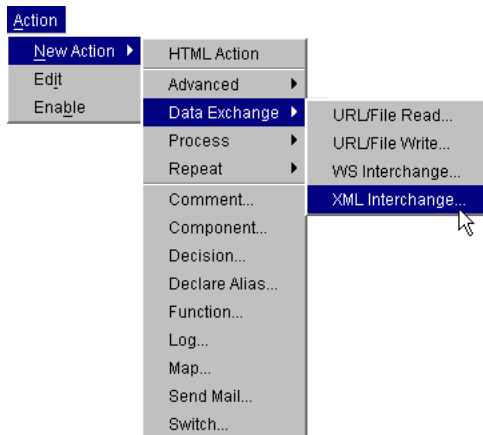 Action
New Action
Edit
Enable
HTML Action
Advanced
Data Exchange
Process
Repeat
Comment...
Component...
Decision...
Declare Alias...
Function...
Log...
Map...
Send Mail...
Switch...
URL/File Read...
URL/File Write...
WS Interchange...
XML Interchange...